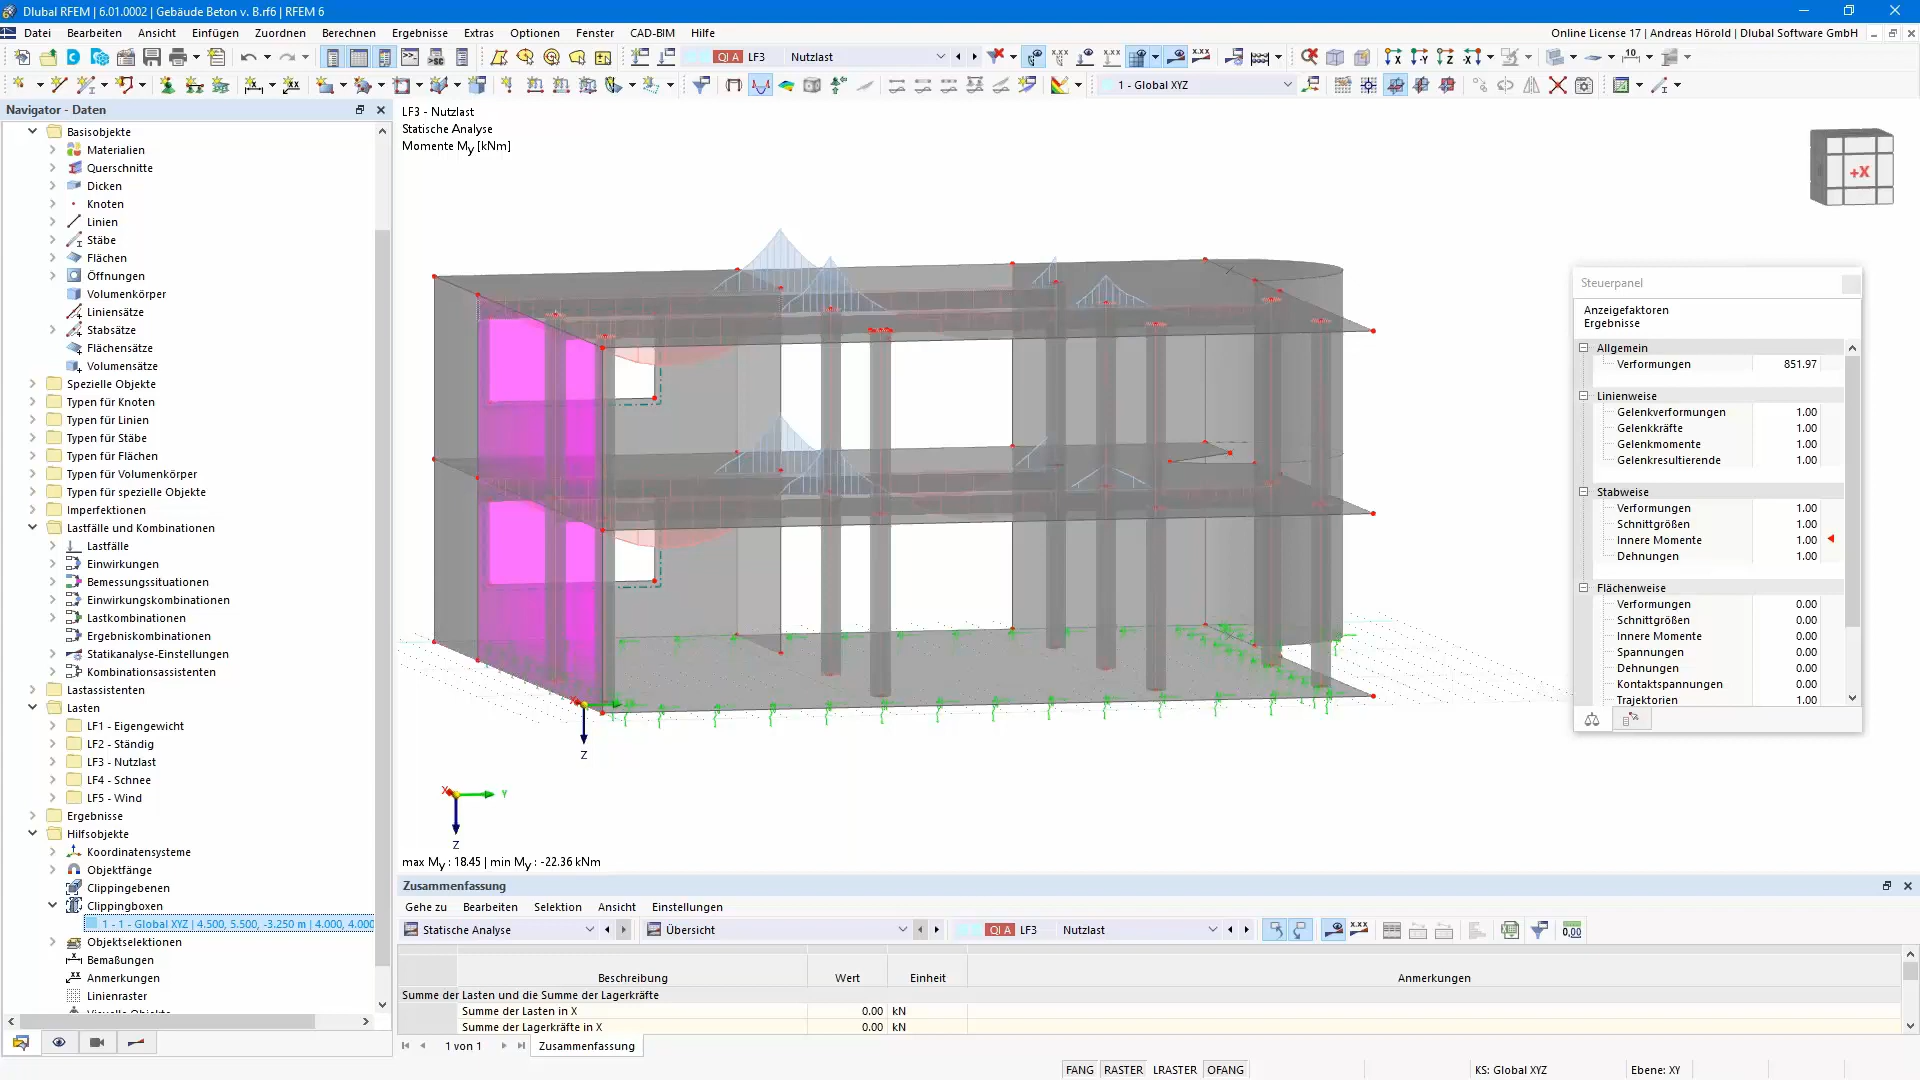 Dlubal RFEM | 6.01.0002 | Gebäude Beton v. B.rf6 | RFEM 6
Datei Bearbeiten Ansicht Einfügen Zuordnen Berechnen Ergebnisse Extras Optionen Fenster CAD-BIM Hilfe
Online License 17 | Andreas Hörold | Dlubal Software GmbH
QI A LF3 Nutzlast
1 - Global XYZ
Navigator - Daten
Basisobjekte
Materialien
Querschnitte
Dicken
Knoten
Linien
Stäbe
Flächen
Öffnungen
Volumenkörper
Liniensätze
Stabsätze
Flächensätze
Volumensätze
Spezielle Objekte
Typen für Knoten
Typen für Linien
Typen für Stäbe
Typen für Flächen
Typen für Volumenkörper
Typen für spezielle Objekte
Imperfektionen
Lastfälle und Kombinationen
Lastfälle
Einwirkungen
Bemessungssituationen
Einwirkungskombinationen
Lastkombinationen
Ergebniskombinationen
Statikanalyse-Einstellungen
Kombinationsassistenten
Lastassistenten
Lasten
LF1 - Eigengewicht
LF2 - Ständig
LF3 - Nutzlast
LF4 - Schnee
LF5 - Wind
Ergebnisse
Hilfsobjekte
Koordinatensysteme
Objektfänge
Clippingebenen
Clippingboxen
1 - 1 - Global XYZ | 4.500, 5.500, -3.250 m | 4.000, 4.000
Objektselektionen
Bemaßungen
Anmerkungen
Linienraster
LF3 - Nutzlast
Statische Analyse
Momente My [kNm]
+X
Z
X
Y
Z
max My : 18.45 | min My : -22.36 kNm
Steuerpanel
Anzeigefaktoren
Ergebnisse
Allgemein
Verformungen 851.97
Linienweise
Gelenkverformungen 1.00
Gelenkkräfte 1.00
Gelenkmomente 1.00
Gelenkresultierende 1.00
Stabweise
Verformungen 1.00
Schnittgrößen 1.00
Innere Momente 1.00
Dehnungen 1.00
Flächenweise
Verformungen 0.00
Schnittgrößen 0.00
Innere Momente 0.00
Spannungen 0.00
Dehnungen 0.00
Kontaktspannungen 0.00
Trajektorien 1.00
Zusammenfassung
Gehe zu Bearbeiten Selektion Ansicht Einstellungen
Statische Analyse Übersicht QI A LF3 Nutzlast
Beschreibung Wert Einheit Anmerkungen
Summe der Lasten und die Summe der Lagerkräfte
Summe der Lasten in X 0.00 kN
Summe der Lagerkräfte in X 0.00 kN
1 von 1 Zusammenfassung
FANG RASTER LRASTER OFANG KS: Global XYZ Ebene: XY